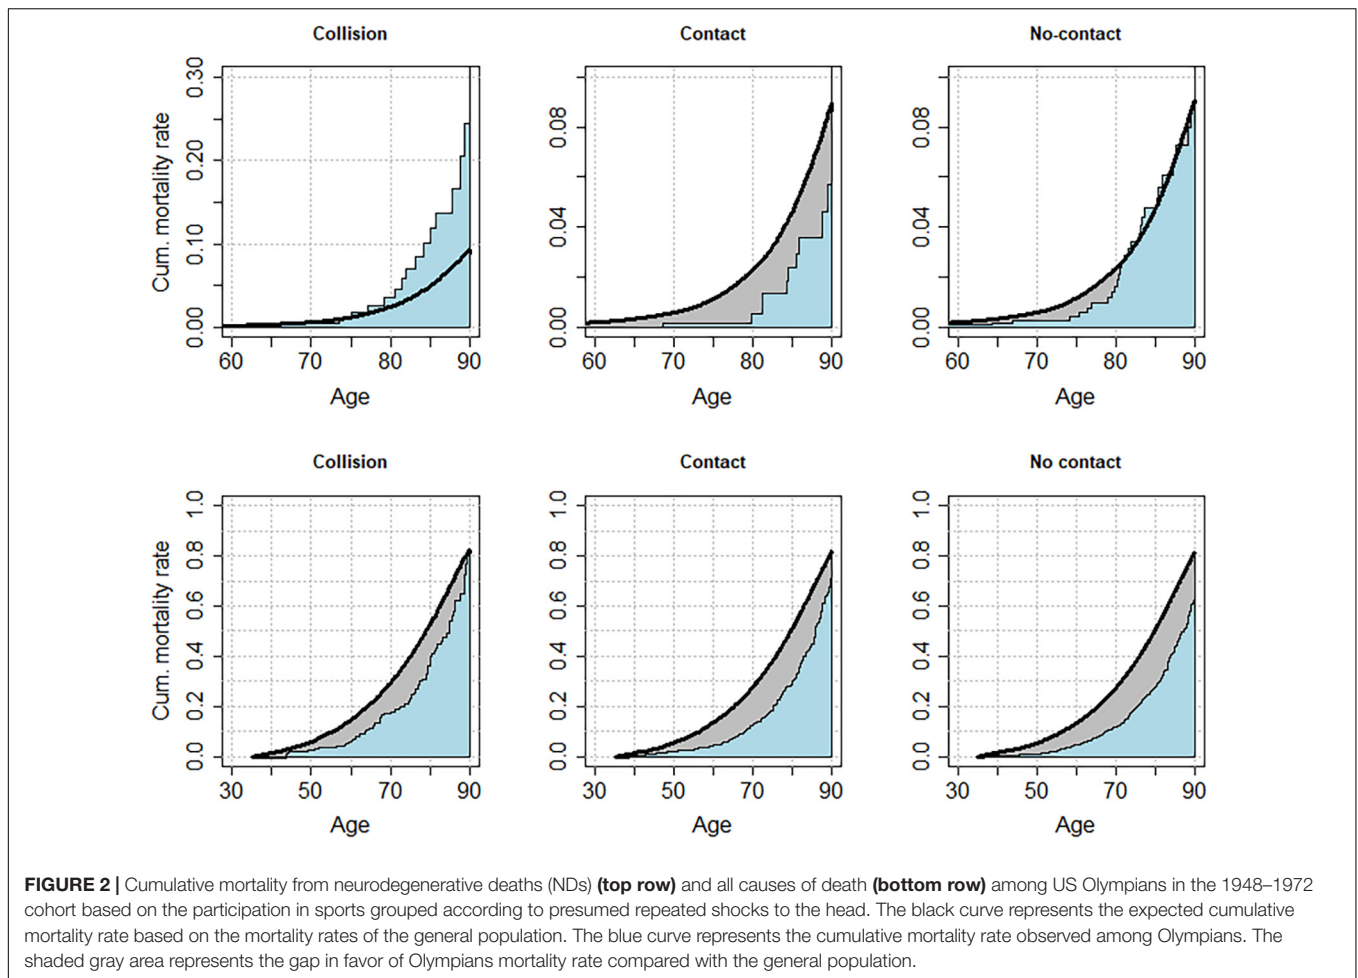 Collision Contact No-contact
Cum. mortality rate
0.30
0.20
0.10
0.00
60 70 80 90
Age
0.08
0.04
0.00
60 70 80 90
Age
0.08
0.04
0.00
60 70 80 90
Age
Collision Contact No contact
Cum. mortality rate
1.0
0.8
0.6
0.4
0.2
0.0
30 50 70 90
Age
1.0
0.8
0.6
0.4
0.2
0.0
30 50 70 90
Age
1.0
0.8
0.6
0.4
0.2
0.0
30 50 70 90
Age
FIGURE 2 | Cumulative mortality from neurodegenerative deaths (NDs) (top row) and all causes of death (bottom row) among US Olympians in the 1948–1972
cohort based on the participation in sports grouped according to presumed repeated shocks to the head. The black curve represents the expected cumulative
mortality rate based on the mortality rates of the general population. The blue curve represents the cumulative mortality rate observed among Olympians. The
shaded gray area represents the gap in favor of Olympians mortality rate compared with the general population.